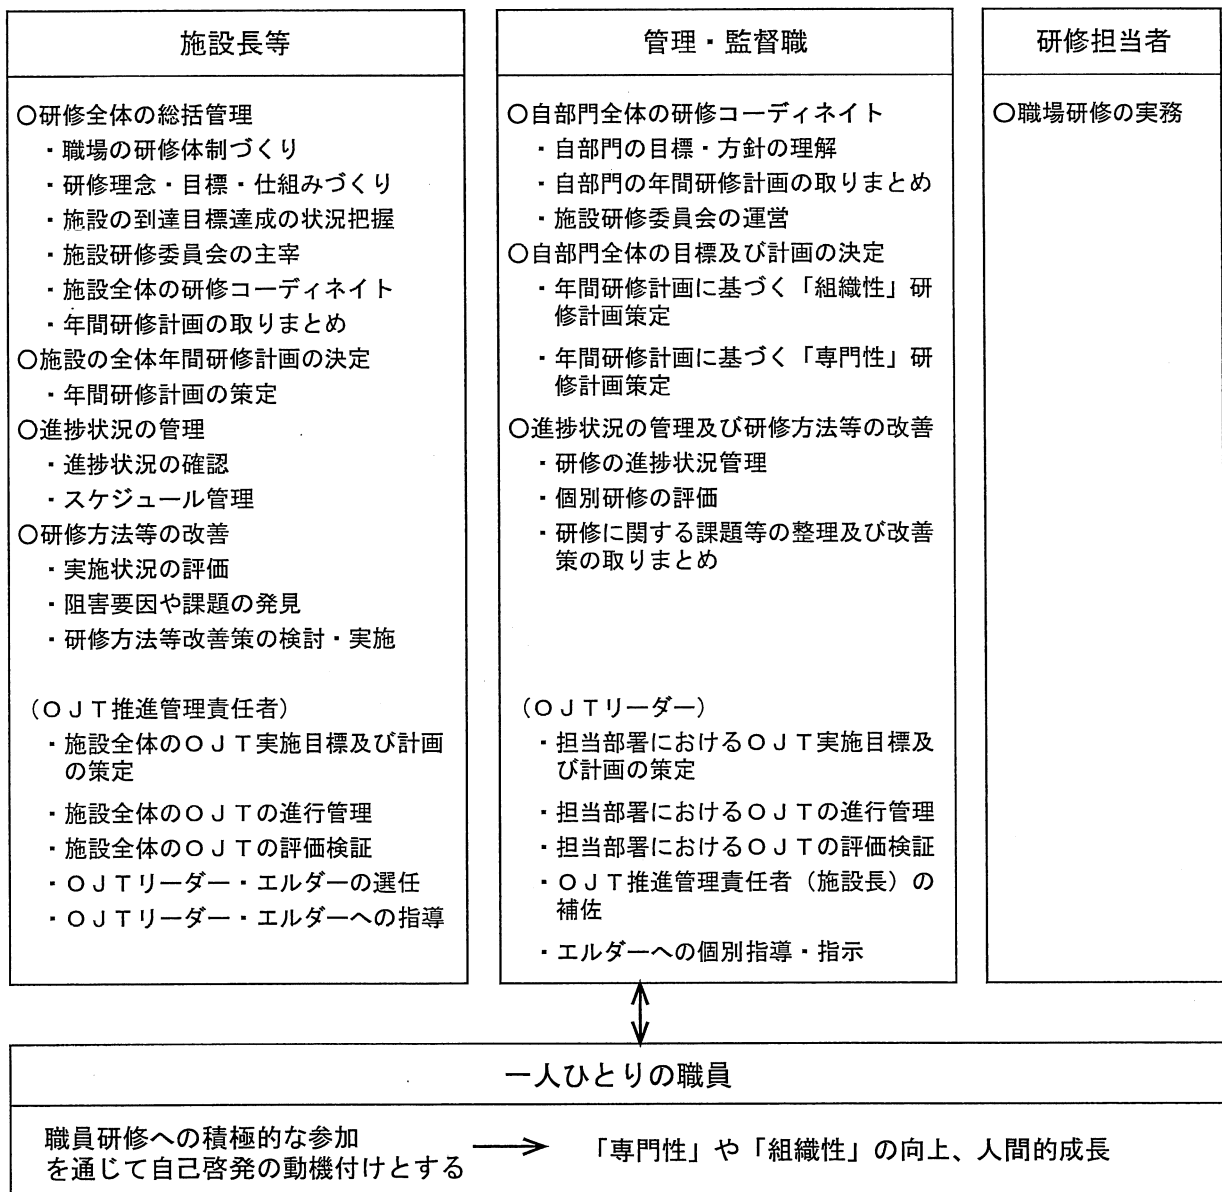 施設長等
○研修全体の総括管理
・職場の研修体制づくり
・研修理念・目標・仕組みづくり
・施設の到達目標達成の状況把握
・施設研修委員会の主宰
・施設全体の研修コーディネイト
・年間研修計画の取りまとめ
○施設の全体年間研修計画の決定
・年間研修計画の策定
○進捗状況の管理
・進捗状況の確認
・スケジュール管理
○研修方法等の改善
・実施状況の評価
・阻害要因や課題の発見
・研修方法等改善策の検討・実施
（ＯＪＴ推進管理責任者）
・施設全体のＯＪＴ実施目標及び計画
の策定
・施設全体のＯＪＴの進行管理
・施設全体のＯＪＴの評価検証
・ＯＪＴリーダー・エルダーの選任
・ＯＪＴリーダー・エルダーへの指導
管理・監督職
○自部門全体の研修コーディネイト
・自部門の目標・方針の理解
・自部門の年間研修計画の取りまとめ
・施設研修委員会の運営
○自部門全体の目標及び計画の決定
・年間研修計画に基づく「組織性」研
修計画策定
・年間研修計画に基づく「専門性」研
修計画策定
○進捗状況の管理及び研修方法等の改善
・研修の進捗状況管理
・個別研修の評価
・研修に関する課題等の整理及び改善
策の取りまとめ
（ＯＪＴリーダー）
・担当部署におけるＯＪＴ実施目標及
び計画の策定
・担当部署におけるＯＪＴの進行管理
・担当部署におけるＯＪＴの評価検証
・ＯＪＴ推進管理責任者（施設長）の
補佐
・エルダーへの個別指導・指示
研修担当者
○職場研修の実務
一人ひとりの職員
職員研修への積極的な参加
を通じて自己啓発の動機付けとする
「専門性」や「組織性」の向上、人間的成長